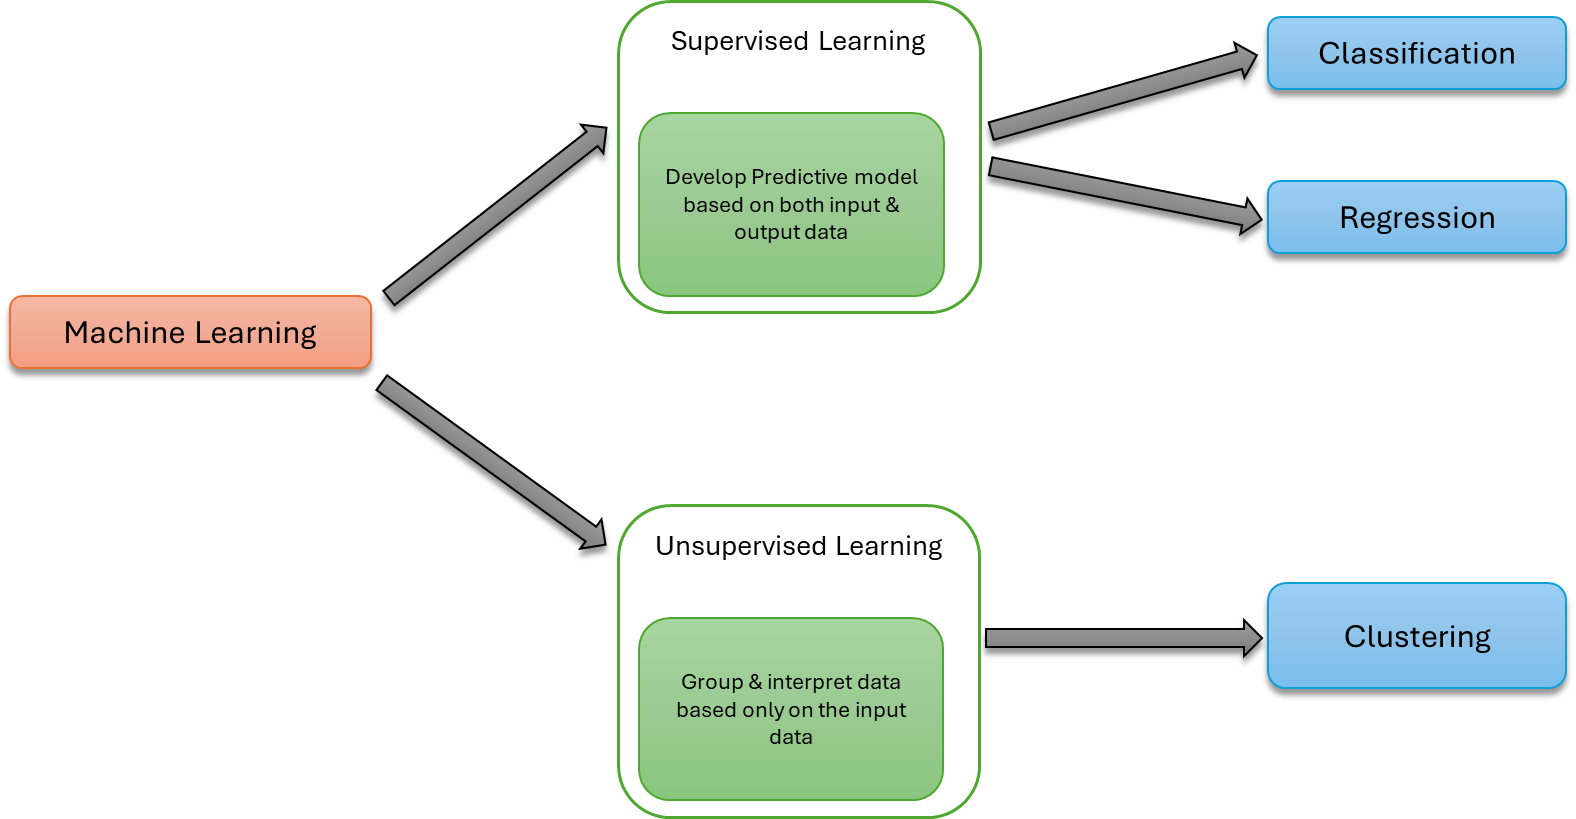 Supervised Learning
Develop Predictive model
based on both input &
output data
Classification
Regression
Machine Learning
Unsupervised Learning
Group & interpret data
based only on the input
data
Clustering